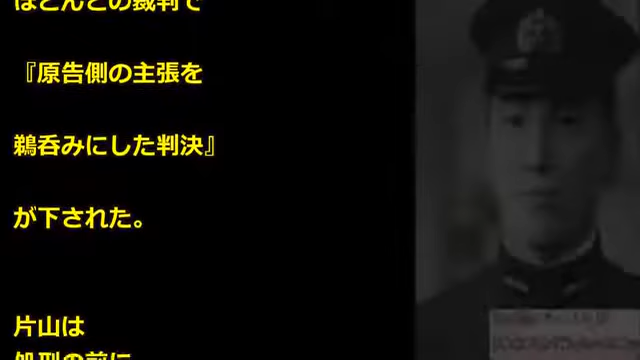 ほとんどの裁判で
『原告側の主張を
鵜呑みにした判決』
が下された。
片山は
処刑の前に